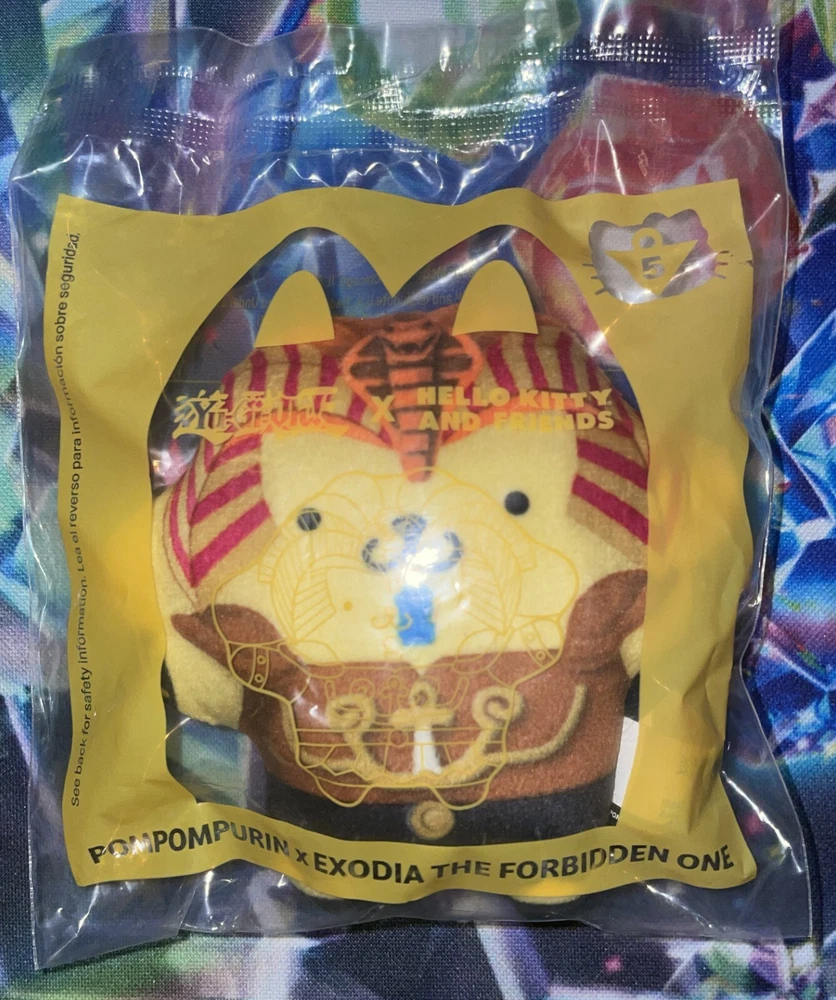 5
遊☆戯☆王 X HELLO KITTY
AND FRIENDS
See back for safety information. Lea el reverso para información sobre seguridad.
POMPOMPURIN X EXODIA THE FORBIDDEN ONE